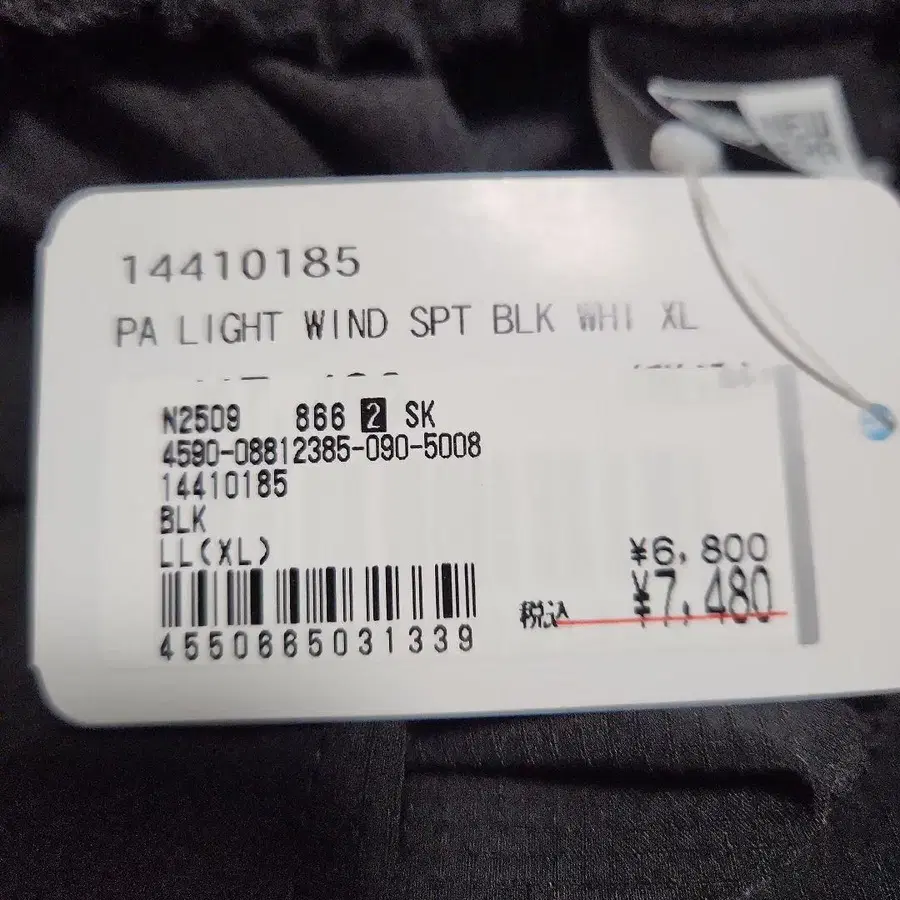 14410185
PA LIGHT WIND SPT BLK WHI XL
N2509 866 2 SK
4590-08812385-090-5008
14410185
BLK
LL(XL)
¥6,800
税込 ¥7,480
4550665031339